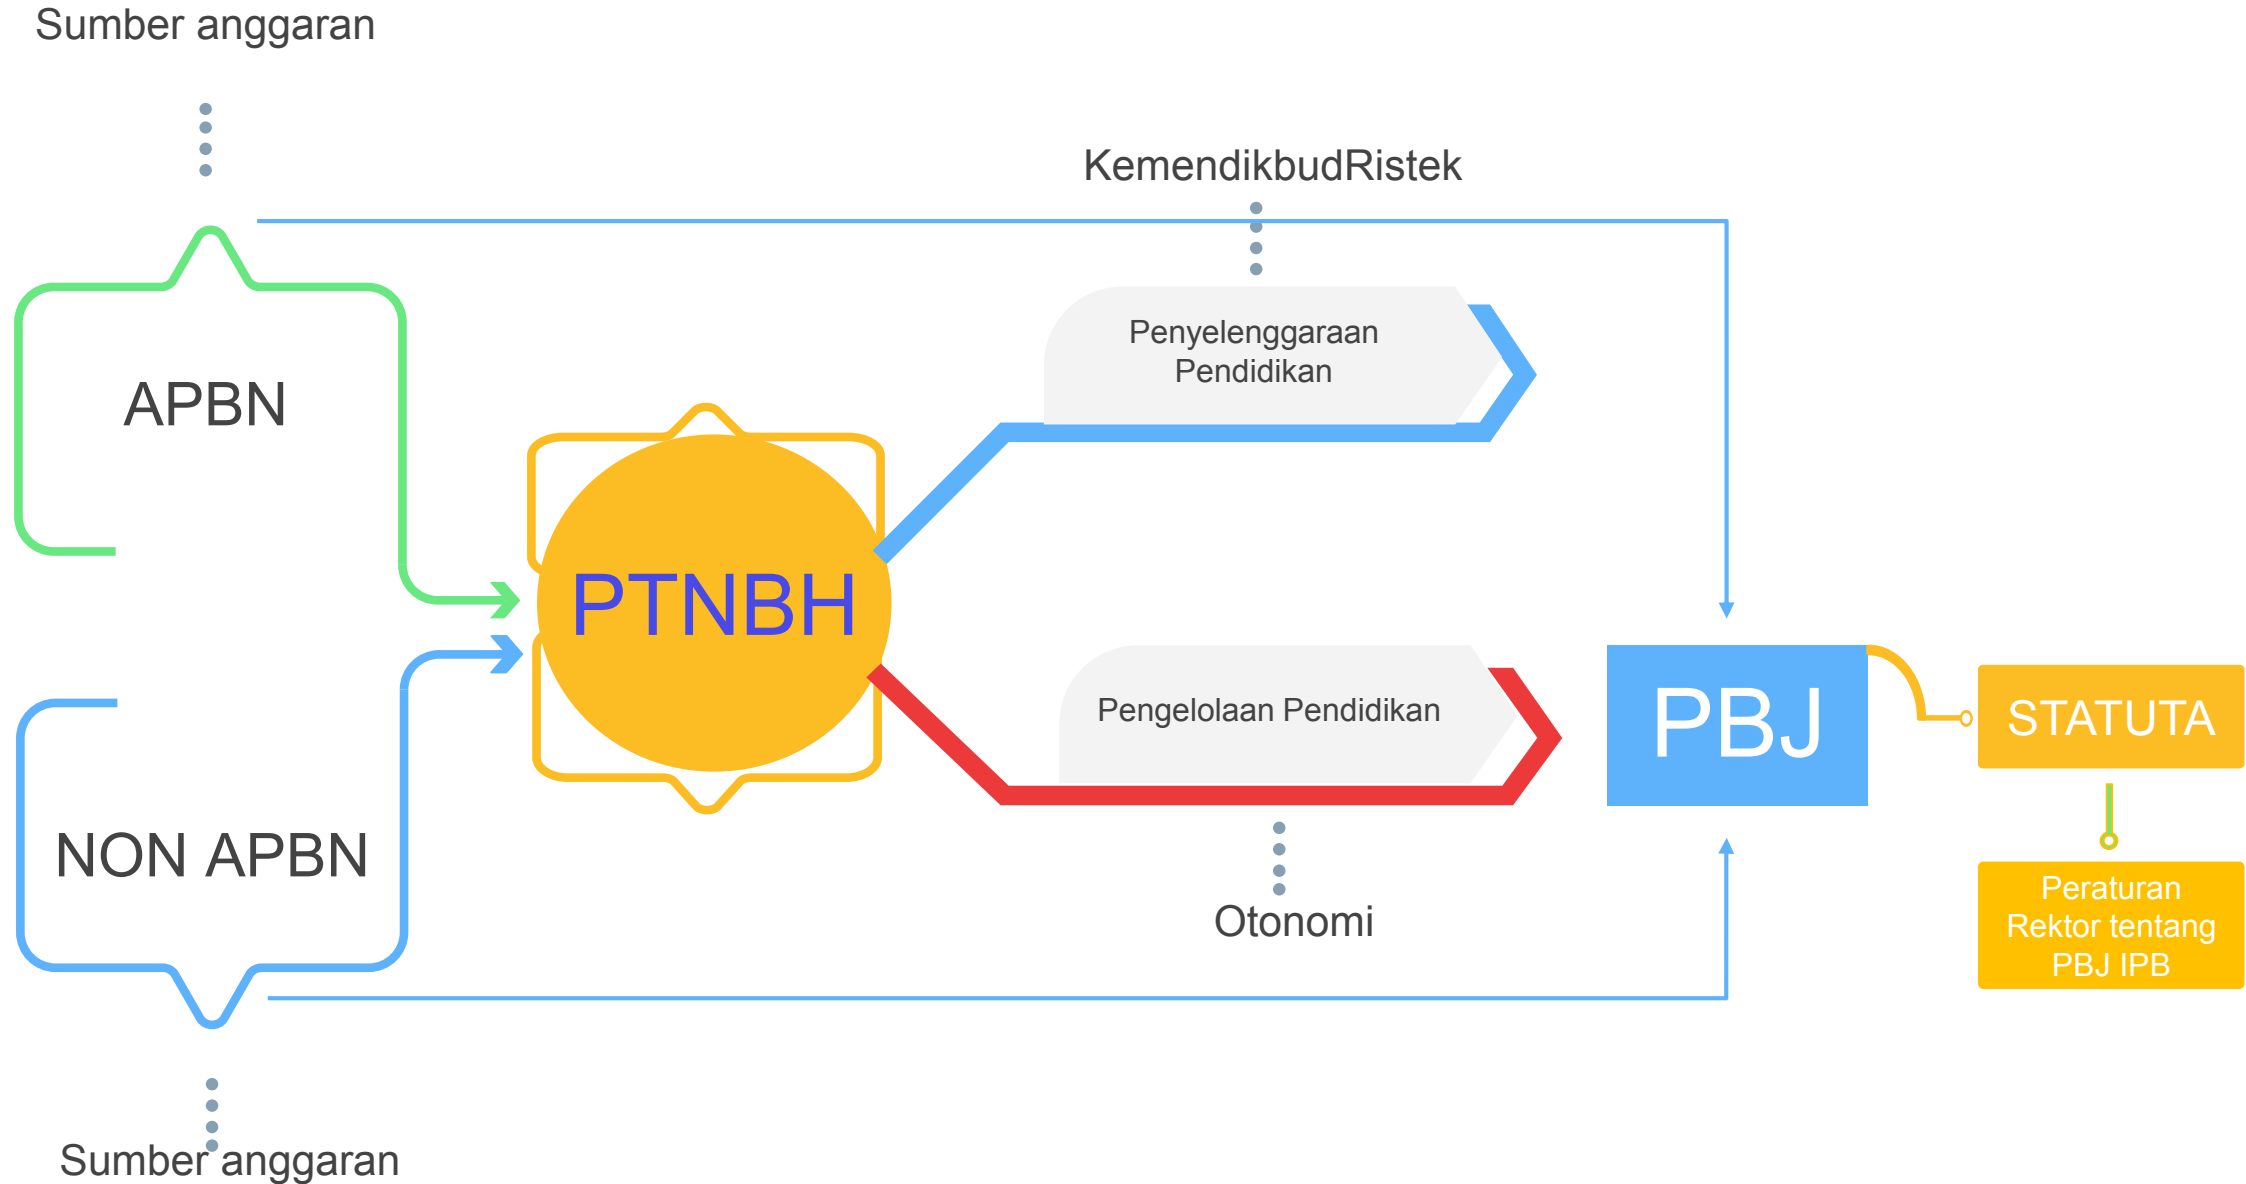 Sumber anggaran
KemendikbudRistek
Penyelenggaraan
Pendidikan
APBN
PTNBH
Pengelolaan Pendidikan
PBJ
STATUTA
NON APBN
Peraturan
Rektor tentang
PBJ IPB
Otonomi
Sumber anggaran